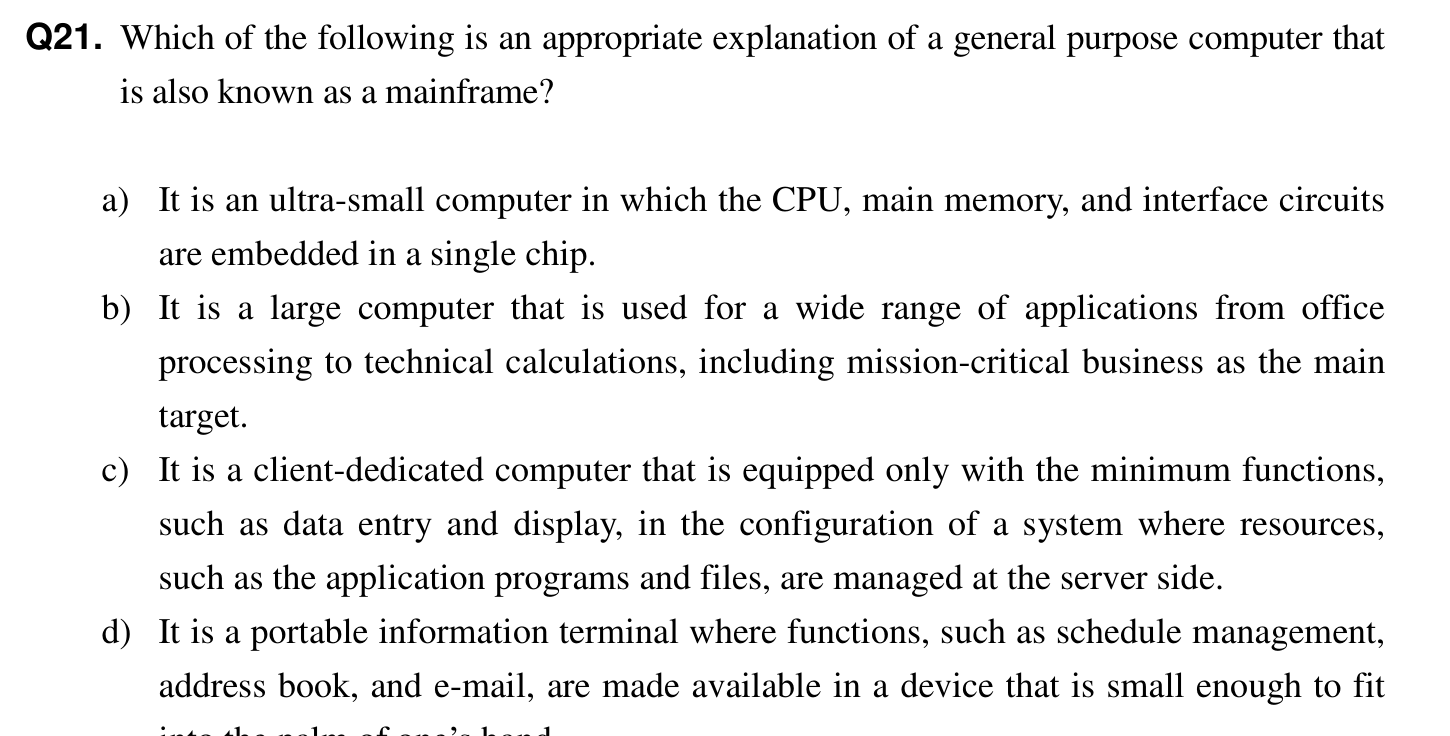 Q21. Which of the following is an appropriate explanation of a general purpose computer that
is also known as a mainframe?
a) It is an ultra-small computer in which the CPU, main memory, and interface circuits
are embedded in a single chip.
b) It is a large computer that is used for a wide range of applications from office
processing to technical calculations, including mission-critical business as the main
target.
c) It is a client-dedicated computer that is equipped only with the minimum functions,
such as data entry and display, in the configuration of a system where resources,
such as the application programs and files, are managed at the server side.
d) It is a portable information terminal where functions, such as schedule management,
address book, and e-mail, are made available in a device that is small enough to fit
into the palm of one's hand.